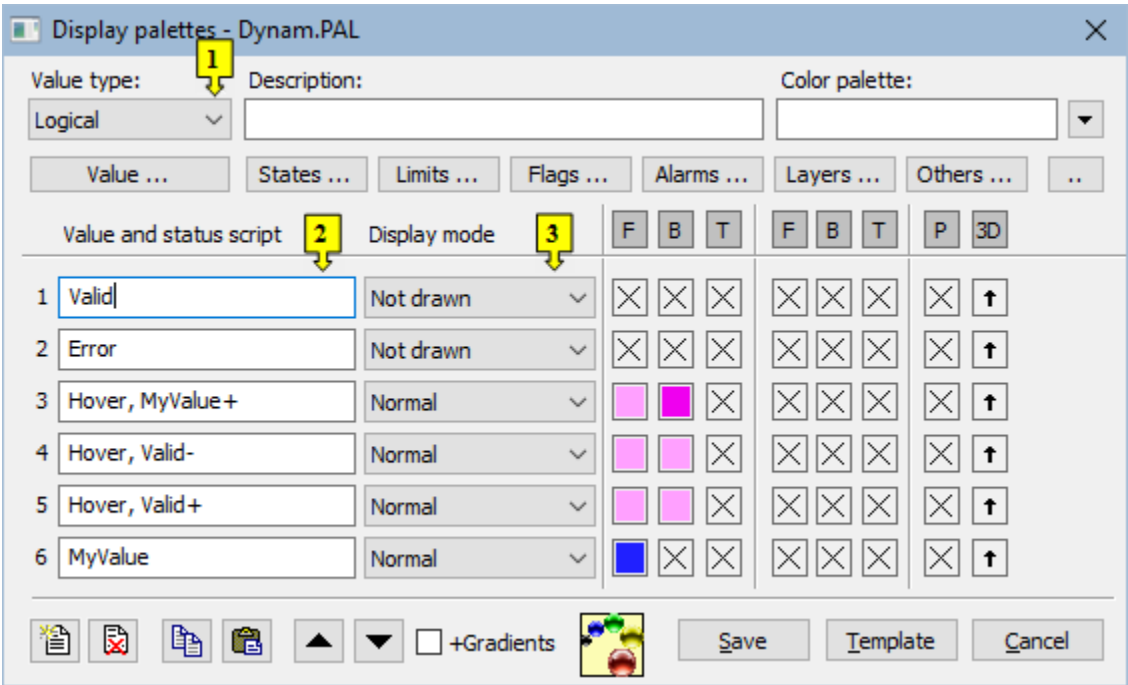 Display palettes - Dynam.PAL
1
Value type: Description: Color palette:
Logical
Value ... States ... Limits ... Flags ... Alarms ... Layers ... Others ... ..
Value and status script 2 Display mode 3 F B T F B T P 3D
1 Valid Not drawn
2 Error Not drawn
3 Hover, MyValue+ Normal
4 Hover, Valid- Normal
5 Hover, Valid+ Normal
6 MyValue Normal
+Gradients Save Template Cancel